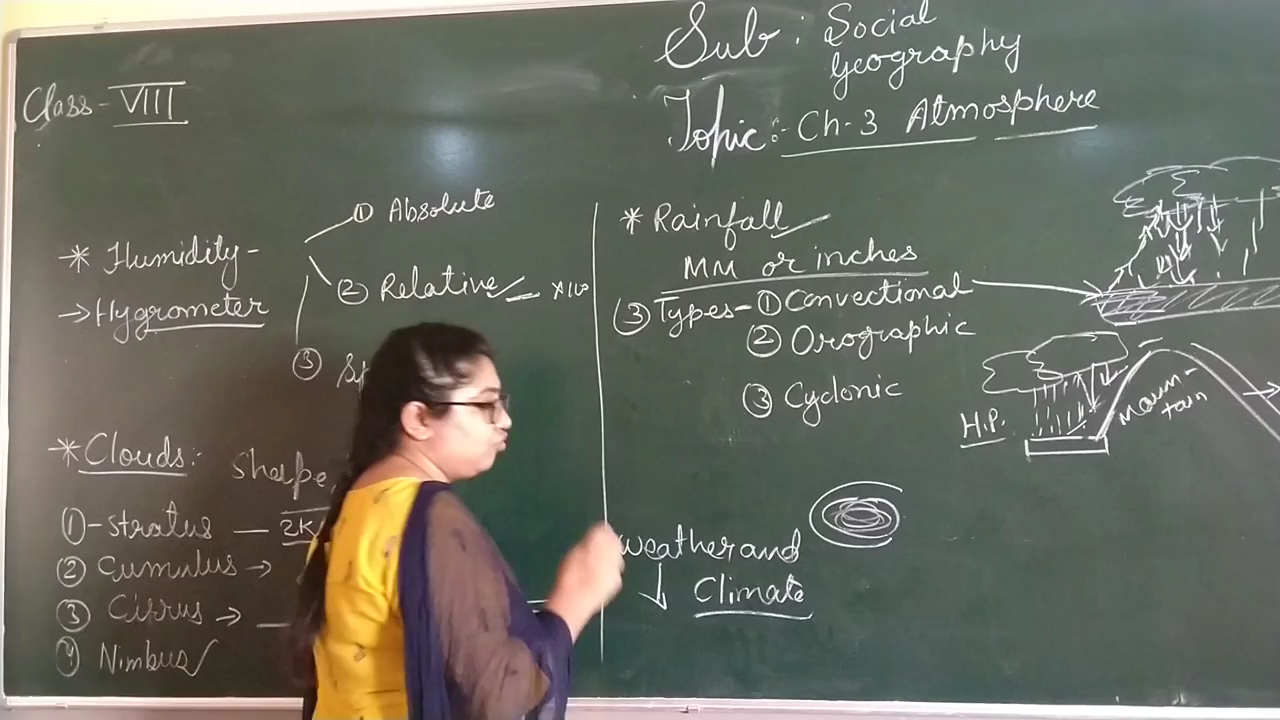 Sub : Social
Geography
Topic :- Ch-3 Atmosphere
Class - VIII
* Humidity -
→ Hygrometer
① Absolute
② Relative
③ Sp
* Clouds :- Shape
① - Stratus — 2K
② Cumulus →
③ Cirrus → —
④ Nimbus
* Rainfall
MM or inches
③ Types - ① Convectional
② Orographic
③ Cyclonic
H.P.
Moun-
tain
Weather and
↓ Climate